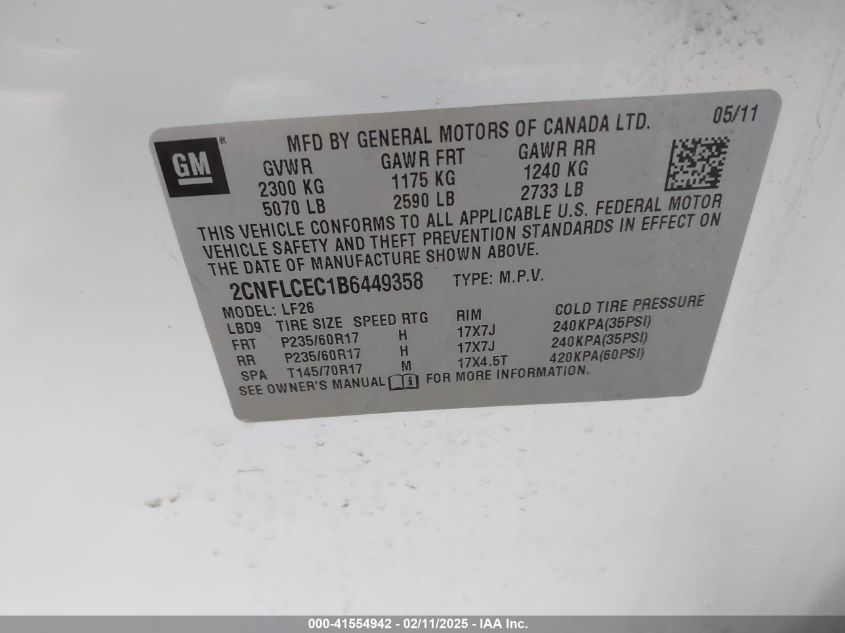 GM®
MFD BY GENERAL MOTORS OF CANADA LTD. 05/11
GVWR GAWR FRT GAWR RR
2300 KG 1175 KG 1240 KG
5070 LB 2590 LB 2733 LB
THIS VEHICLE CONFORMS TO ALL APPLICABLE U.S. FEDERAL MOTOR
VEHICLE SAFETY AND THEFT PREVENTION STANDARDS IN EFFECT ON
THE DATE OF MANUFACTURE SHOWN ABOVE.
2CNFLCEC1B6449358 TYPE: M.P.V.
MODEL: LF26
LBD9 TIRE SIZE SPEED RTG RIM COLD TIRE PRESSURE
FRT P235/60R17 H 17X7J 240KPA(35PSI)
RR P235/60R17 H 17X7J 240KPA(35PSI)
SPA T145/70R17 M 17X4.5T 420KPA(60PSI)
SEE OWNER'S MANUAL FOR MORE INFORMATION.
000-41554942 - 02/11/2025 - IAA Inc.